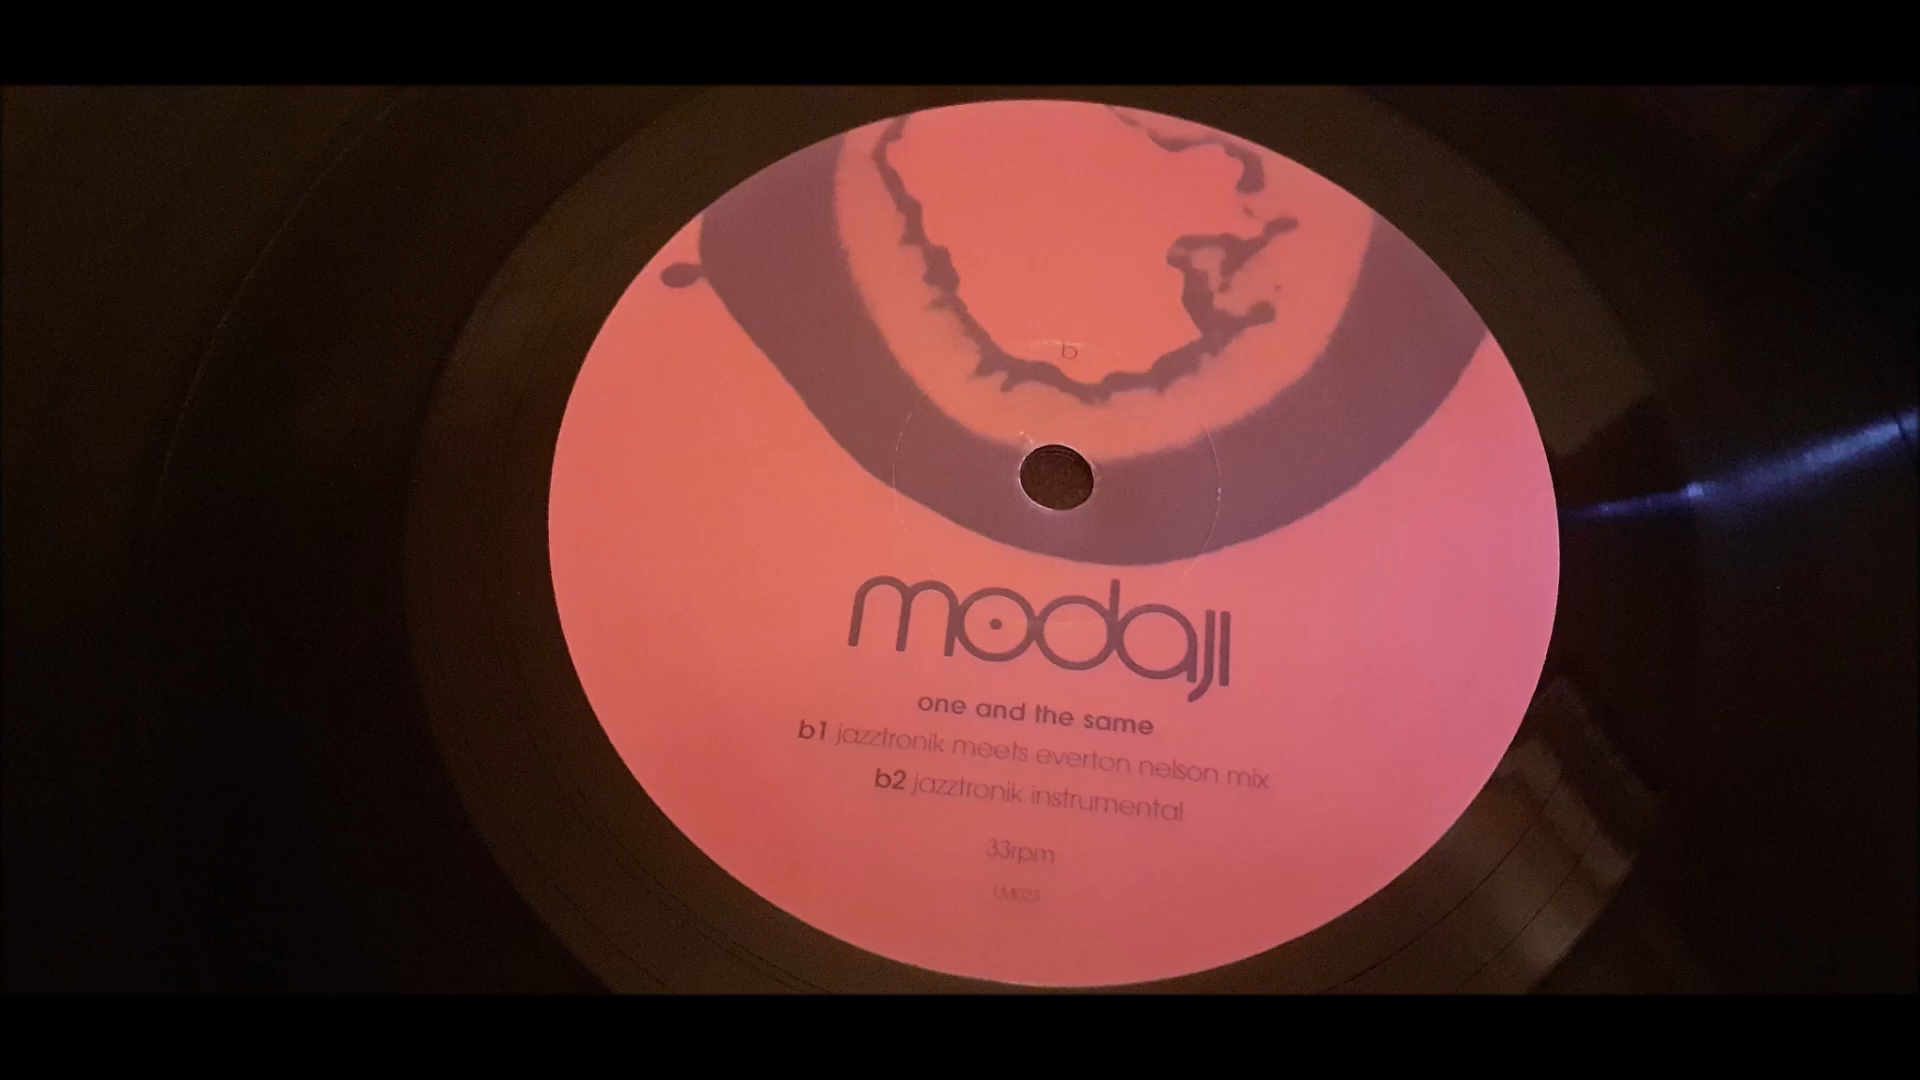 b
modaji
one and the same
b1 jazztronik meets everton nelson mix
b2 jazztronik instrumental
33rpm